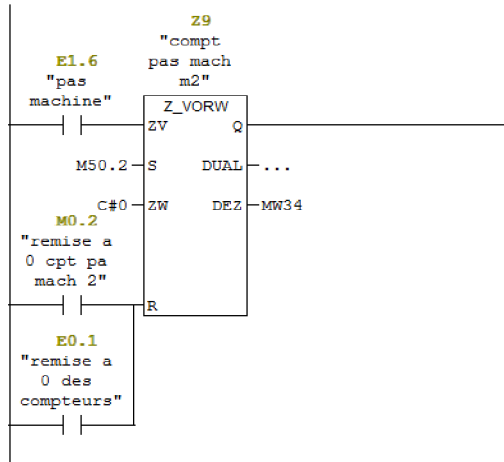 Z9
"compt
pas mach
m2"
E1.6
"pas
machine"
Z_VORW
ZV Q
M50.2 S DUAL ...
C#0 ZW DEZ MW34
M0.2
"remise a
0 cpt pa
mach 2"
R
E0.1
"remise a
0 des
compteurs"